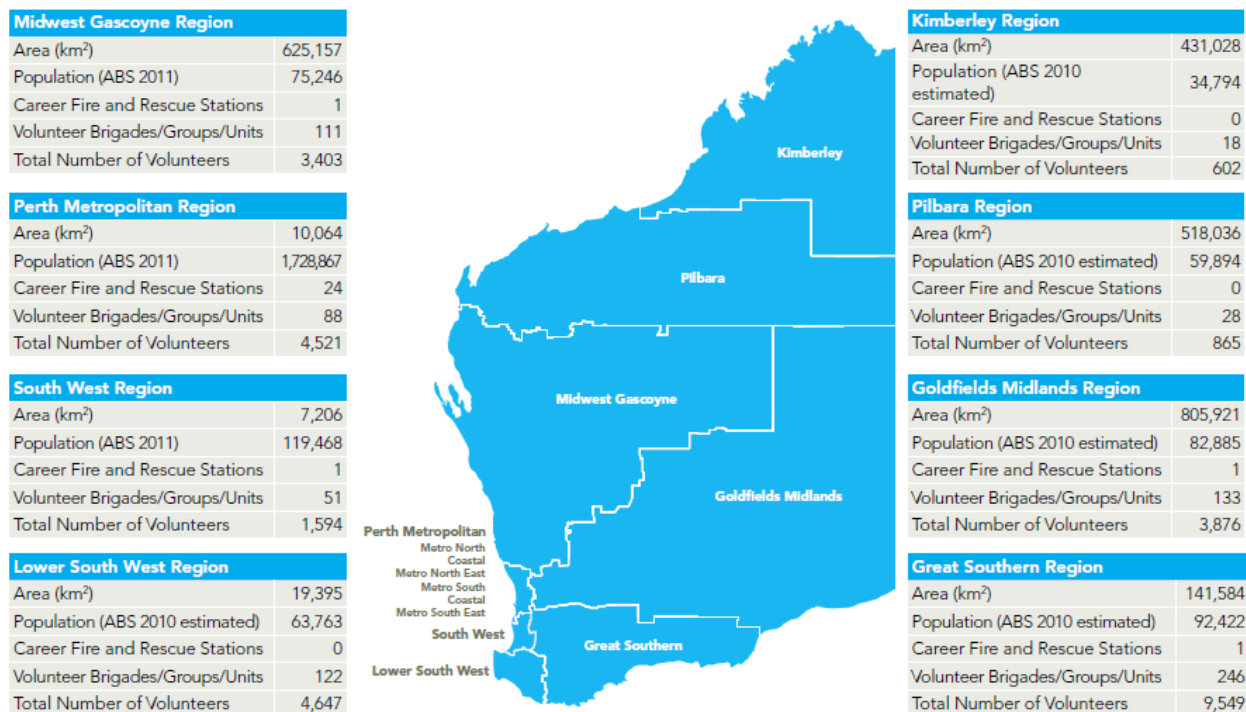 Midwest Gascoyne Region
Area (km²) 625,157
Population (ABS 2011) 75,246
Career Fire and Rescue Stations 1
Volunteer Brigades/Groups/Units 111
Total Number of Volunteers 3,403
Perth Metropolitan Region
Area (km²) 10,064
Population (ABS 2011) 1,728,867
Career Fire and Rescue Stations 24
Volunteer Brigades/Groups/Units 88
Total Number of Volunteers 4,521
South West Region
Area (km²) 7,206
Population (ABS 2011) 119,468
Career Fire and Rescue Stations 1
Volunteer Brigades/Groups/Units 51
Total Number of Volunteers 1,594
Lower South West Region
Area (km²) 19,395
Population (ABS 2010 estimated) 63,763
Career Fire and Rescue Stations 0
Volunteer Brigades/Groups/Units 122
Total Number of Volunteers 4,647
Kimberley
Pilbara
Midwest Gascoyne
Goldfields Midlands
Perth Metropolitan
Metro North
Coastal
Metro North East
Metro South
Coastal
Metro South East
South West
Great Southern
Lower South West
Kimberley Region
Area (km²) 431,028
Population (ABS 2010
estimated) 34,794
Career Fire and Rescue Stations 0
Volunteer Brigades/Groups/Units 18
Total Number of Volunteers 602
Pilbara Region
Area (km²) 518,036
Population (ABS 2010 estimated) 59,894
Career Fire and Rescue Stations 0
Volunteer Brigades/Groups/Units 28
Total Number of Volunteers 865
Goldfields Midlands Region
Area (km²) 805,921
Population (ABS 2010 estimated) 82,885
Career Fire and Rescue Stations 1
Volunteer Brigades/Groups/Units 133
Total Number of Volunteers 3,876
Great Southern Region
Area (km²) 141,584
Population (ABS 2010 estimated) 92,422
Career Fire and Rescue Stations 1
Volunteer Brigades/Groups/Units 246
Total Number of Volunteers 9,549